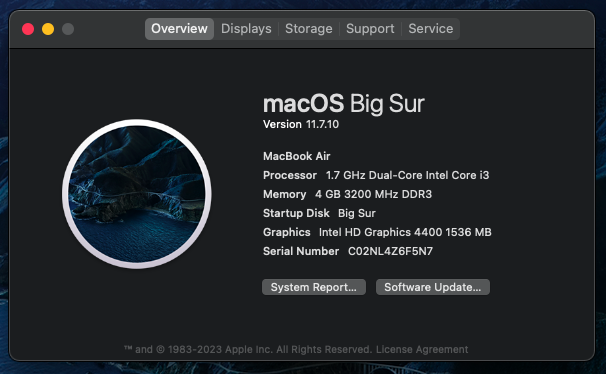 Overview Displays Storage Support Service
macOS Big Sur
Version 11.7.10
MacBook Air
Processor 1.7 GHz Dual-Core Intel Core i3
Memory 4 GB 3200 MHz DDR3
Startup Disk Big Sur
Graphics Intel HD Graphics 4400 1536 MB
Serial Number C02NL4Z6F5N7
System Report... Software Update...
™ and © 1983-2023 Apple Inc. All Rights Reserved. License Agreement